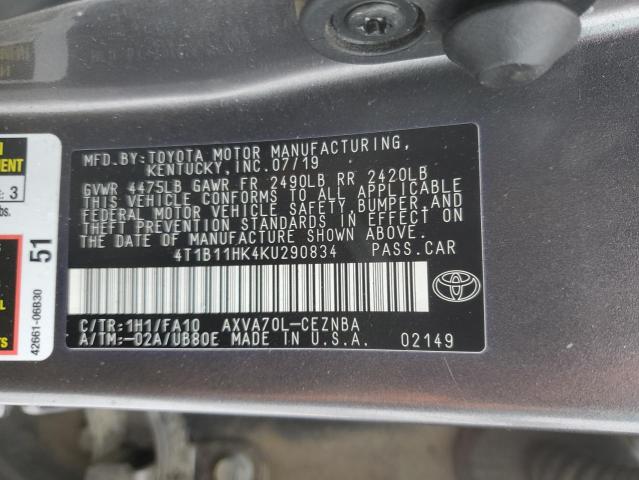 MFD.BY: TOYOTA MOTOR MANUFACTURING,
KENTUCKY, INC. 07/19
GVWR 4475LB GAWR FR 2490LB RR 2420LB
THIS VEHICLE CONFORMS TO ALL APPLICABLE
FEDERAL MOTOR VEHICLE SAFETY, BUMPER, AND
THEFT PREVENTION STANDARDS IN EFFECT ON
THE DATE OF MANUFACTURE SHOWN ABOVE.
4T1B11HK4KU290834 PASS.CAR
C/TR:1H1/FA10 AXVA70L-CEZNBA
A/TM:-02A/UB80E MADE IN U.S.A. 02149
51
42661-06B30
3